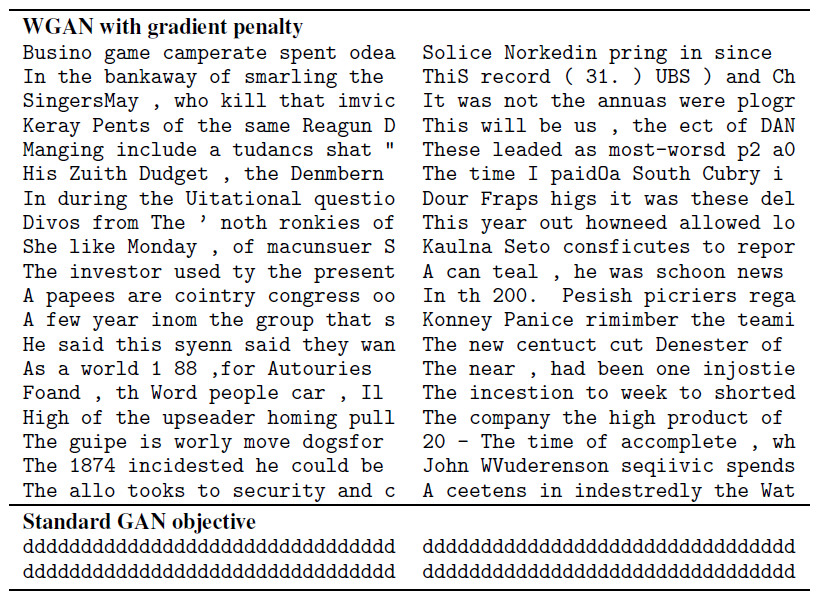 WGAN with gradient penalty
Busino game camperate spent odea
In the bankaway of smarling the
SingersMay , who kill that imvic
Keray Pents of the same Reagun D
Manging include a tudancs shat "
His Zuith Dudget , the Denmbern
In during the Uitational questio
Divos from The ' noth ronkies of
She like Monday , of macunsuer S
The investor used ty the present
A papees are cointry congress oo
A few year inom the group that s
He said this syenn said they wan
As a world 1 88 ,for Autouries
Foand , th Word people car , Il
High of the upseader homing pull
The guipe is worly move dogsfor
The 1874 incidested he could be
The allo tooks to security and c
Solice Norkedin pring in since
ThiS record ( 31. ) UBS ) and Ch
It was not the annuas were plogr
This will be us , the ect of DAN
These leaded as most-worsd p2 a0
The time I paidOa South Cubry i
Dour Fraps higs it was these del
This year out howneed allowed lo
Kaulna Seto consficutes to repor
A can teal , he was schoon news
In th 200. Pesish picriers rega
Konney Panice rimimber the teami
The new centuct cut Denester of
The near , had been one injostie
The incestion to week to shorted
The company the high product of
20 - The time of accomplete , wh
John WVuderenson seqiivic spends
A ceetens in indestredly the Wat
Standard GAN objective
dddddddddddddddddddddddddddddddd
dddddddddddddddddddddddddddddddd
dddddddddddddddddddddddddddddddd
dddddddddddddddddddddddddddddddd